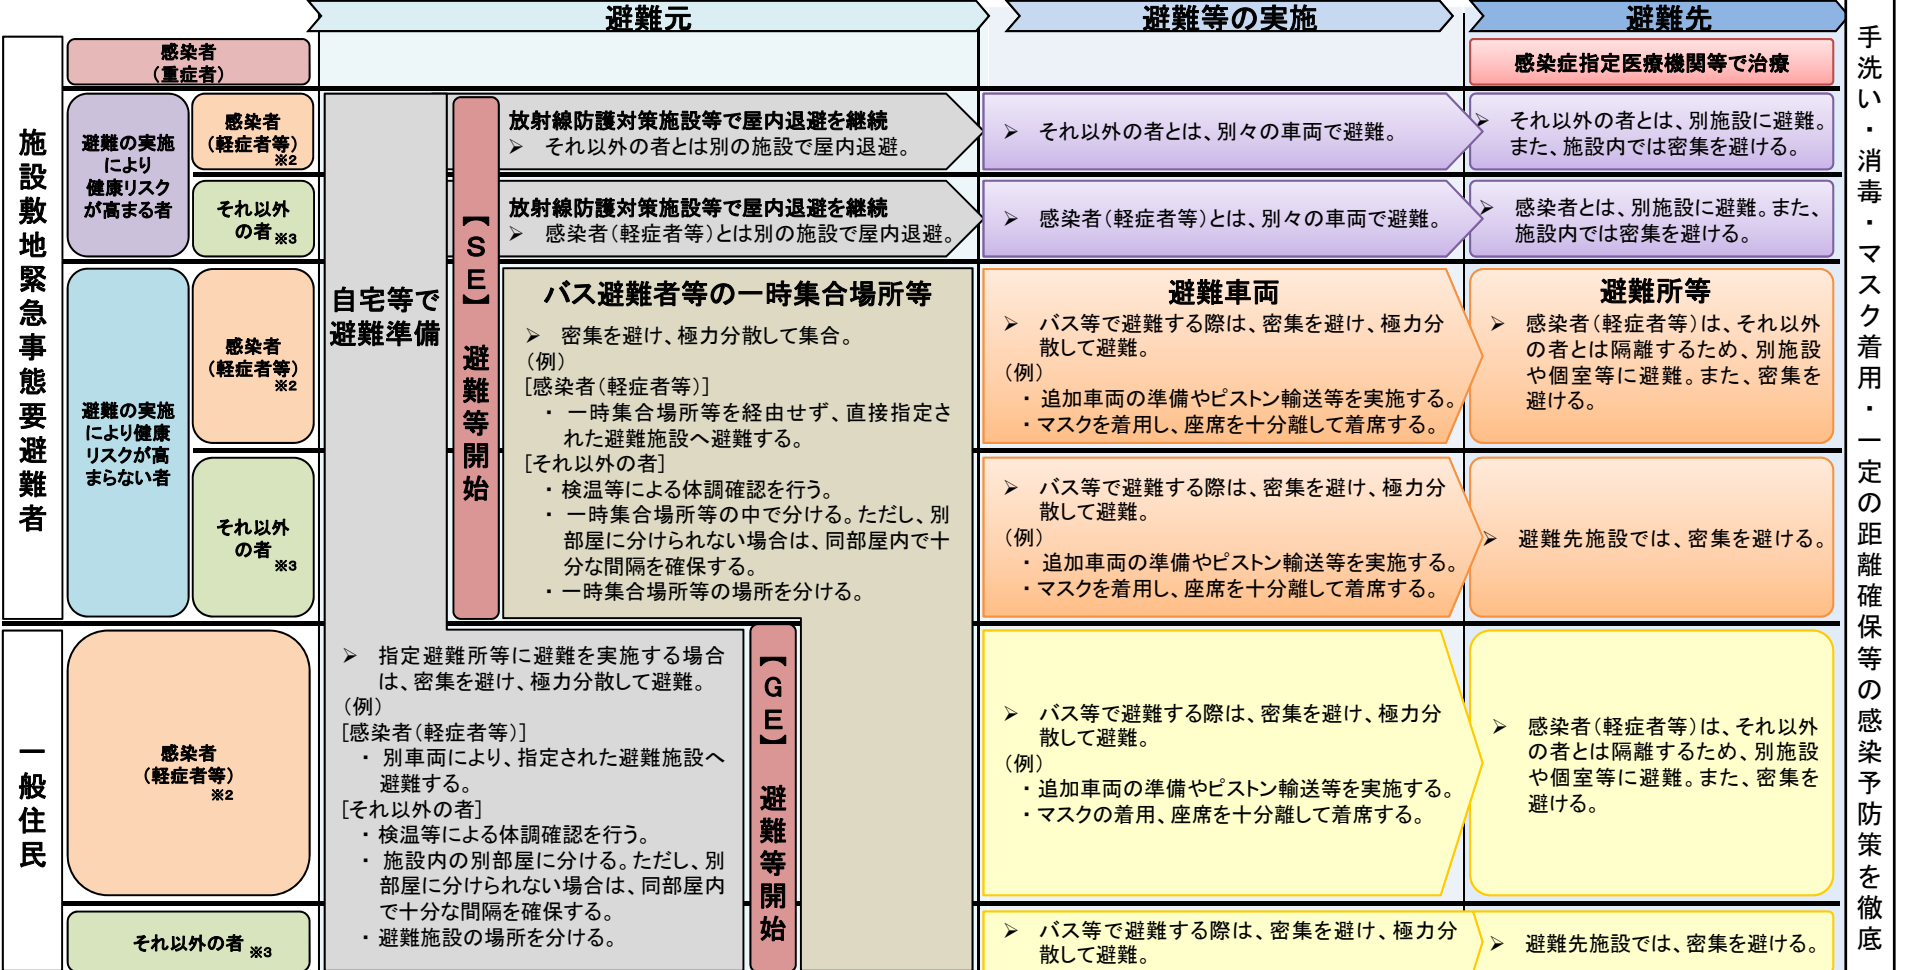 避難元
避難等の実施
避難先
施設敷地緊急事態要避難者
感染者
（重症者）
感染症指定医療機関等で治療
避難の実施
により
健康リスク
が高まる者
感染者
（軽症者等）
※2
それ以外
の者 ※3
自宅等で
避難準備
【SE】 避難等開始
放射線防護対策施設等で屋内退避を継続
➢ それ以外の者とは別の施設で屋内退避。
➢ それ以外の者とは、別々の車両で避難。
➢ それ以外の者とは、別施設に避難。
また、施設内では密集を避ける。
放射線防護対策施設等で屋内退避を継続
➢ 感染者（軽症者等）とは別の施設で屋内退避。
➢ 感染者（軽症者等）とは、別々の車両で避難。
➢ 感染者とは、別施設に避難。また、
施設内では密集を避ける。
避難の実施
により健康
リスクが高
まらない者
感染者
（軽症者等）
※2
それ以外
の者
※3
バス避難者等の一時集合場所等
➢ 密集を避け、極力分散して集合。
（例）
［感染者（軽症者等）］
・ 一時集合場所等を経由せず、直接指定さ
れた避難施設へ避難する。
［それ以外の者］
・ 検温等による体調確認を行う。
・ 一時集合場所等の中で分ける。ただし、別
部屋に分けられない場合は、同部屋内で十
分な間隔を確保する。
・ 一時集合場所等の場所を分ける。
避難車両
➢ バス等で避難する際は、密集を避け、極力分
散して避難。
（例）
・ 追加車両の準備やピストン輸送等を実施する。
・マスクを着用し、座席を十分離して着席する。
避難所等
➢ 感染者（軽症者等）は、それ以外
の者とは隔離するため、別施設
や個室等に避難。また、密集を
避ける。
➢ バス等で避難する際は、密集を避け、極力分
散して避難。
（例）
・ 追加車両の準備やピストン輸送等を実施する。
・マスクを着用し、座席を十分離して着席する。
➢ 避難先施設では、密集を避ける。
一般住民
感染者
（軽症者等）
※2
それ以外の者 ※3
➢ 指定避難所等に避難を実施する場合
は、密集を避け、極力分散して避難。
（例）
［感染者（軽症者等）］
・ 別車両により、指定された避難施設へ
避難する。
［それ以外の者］
・ 検温等による体調確認を行う。
・ 施設内の別部屋に分ける。ただし、別
部屋に分けられない場合は、同部屋内
で十分な間隔を確保する。
・ 避難施設の場所を分ける。
【GE】 避難等開始
➢ バス等で避難する際は、密集を避け、極力分
散して避難。
（例）
・ 追加車両の準備やピストン輸送等を実施する。
・マスクの着用、座席を十分離して着席する。
➢ 感染者（軽症者等）は、それ以外
の者とは隔離するため、別施設
や個室等に避難。また、密集を
避ける。
➢ バス等で避難する際は、密集を避け、極力分
散して避難。
➢ 避難先施設では、密集を避ける。
手洗い・消毒・マスク着用・一定の距離確保等の感染予防策を徹底